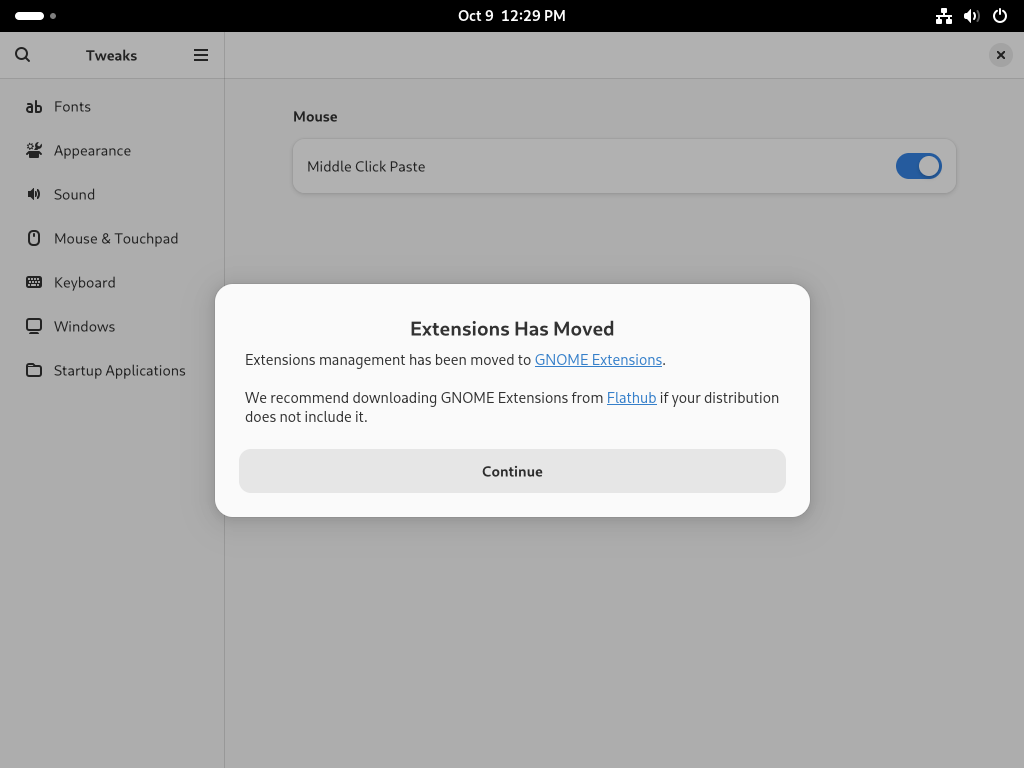 Oct 9 12:29 PM
Tweaks
Fonts
Appearance
Sound
Mouse & Touchpad
Keyboard
Windows
Startup Applications
Mouse
Middle Click Paste
Extensions Has Moved
Extensions management has been moved to GNOME Extensions.
We recommend downloading GNOME Extensions from Flathub if your distribution
does not include it.
Continue